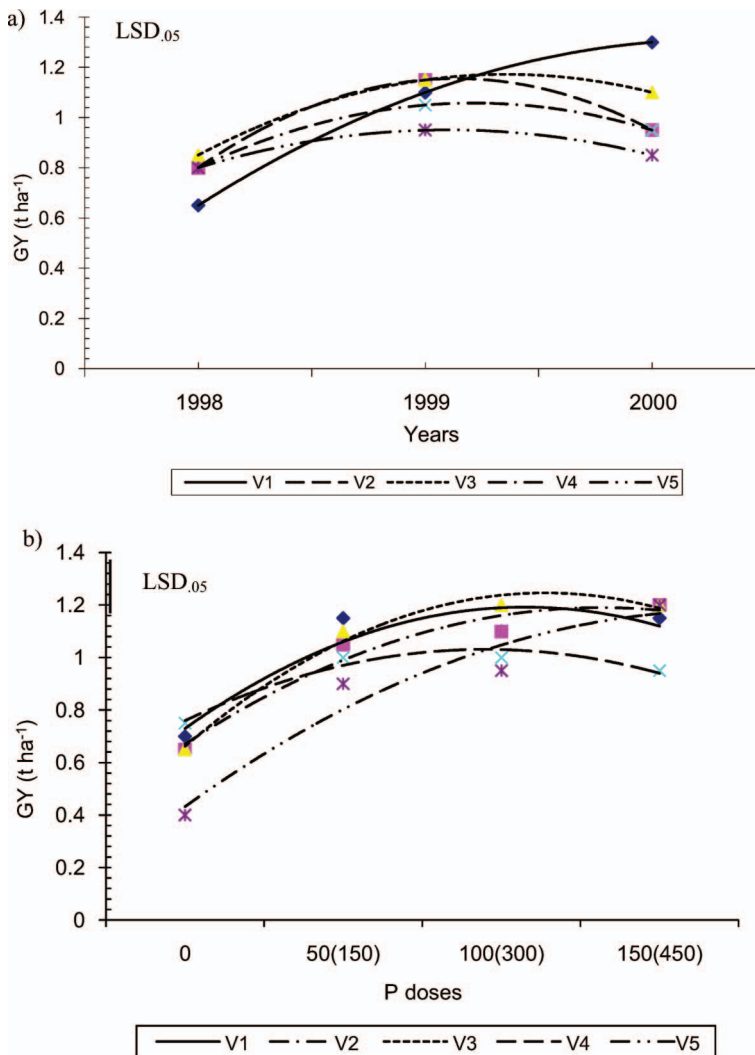 a)
LSD.05
1.4
1.2
1
0.8
0.6
0.4
0.2
0
GY (t ha-1)
1998 1999 2000
Years
V1 V2 V3 V4 V5
b)
LSD.05
1.4
1.2
1
0.8
0.6
0.4
0.2
0
GY (t ha-1)
0 50(150) 100(300) 150(450)
P doses
V1 V2 V3 V4 V5